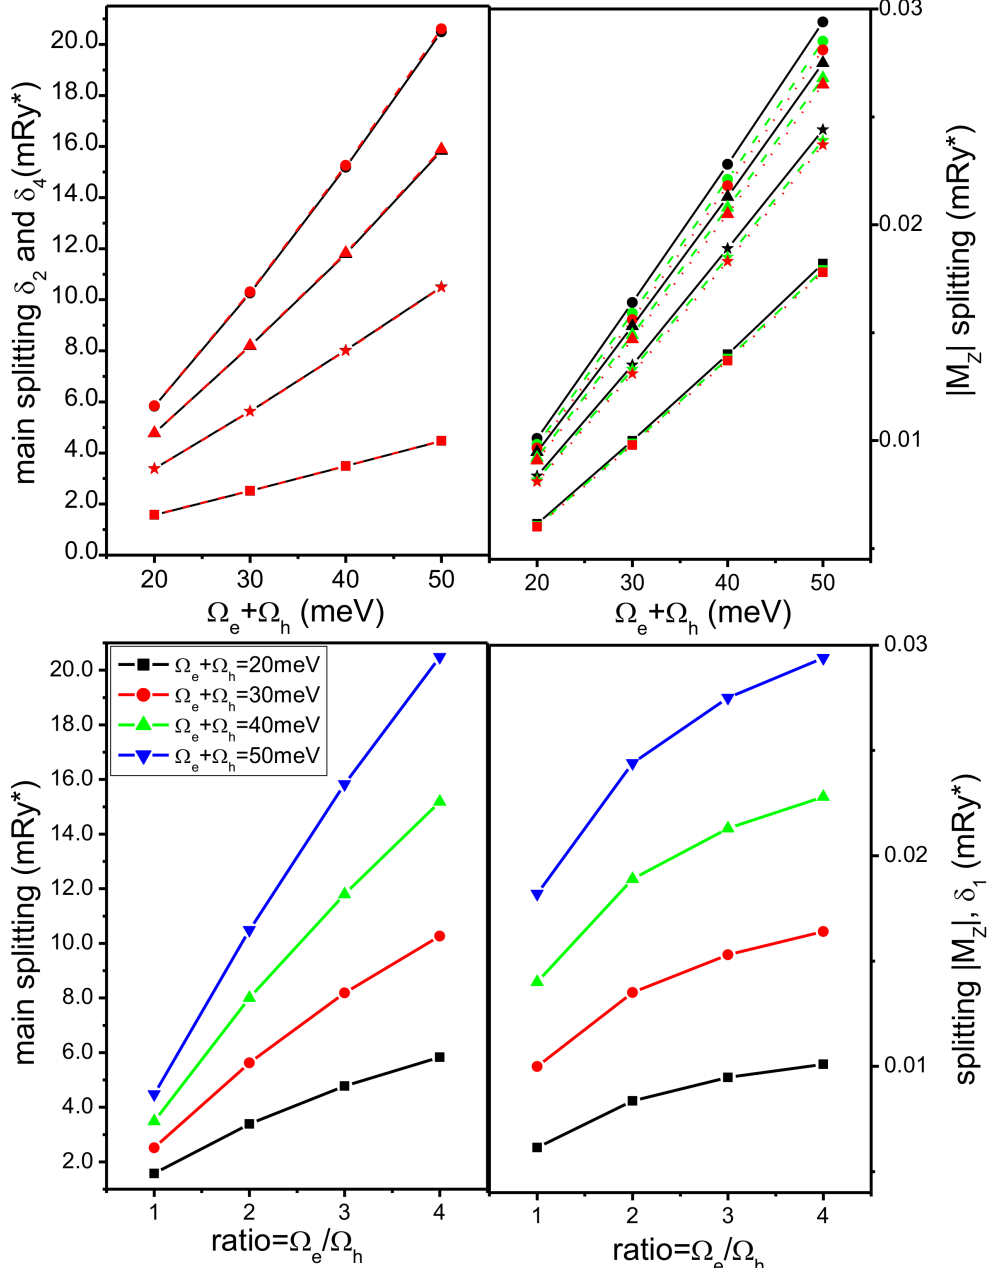 main splitting δ2 and δ4(mRy*)
20.0
18.0
16.0
14.0
12.0
10.0
8.0
6.0
4.0
2.0
0.0
20 30 40 50
Ωe+Ωh (meV)
0.03
0.02
0.01
|MZ| splitting (mRy*)
20 30 40 50
Ωe+Ωh (meV)
main splitting (mRy*)
20.0
18.0
16.0
14.0
12.0
10.0
8.0
6.0
4.0
2.0
Ωe+Ωh=20meV
Ωe+Ωh=30meV
Ωe+Ωh=40meV
Ωe+Ωh=50meV
1 2 3 4
ratio=Ωe/Ωh
0.03
0.02
0.01
splitting |MZ|, δ1 (mRy*)
1 2 3 4
ratio=Ωe/Ωh